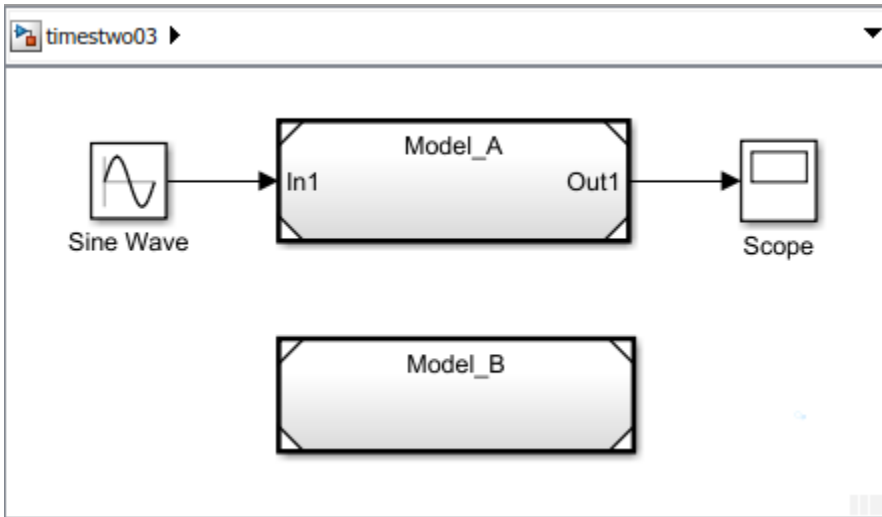 timestwo03
Model_A
In1
Out1
Sine Wave
Scope
Model_B